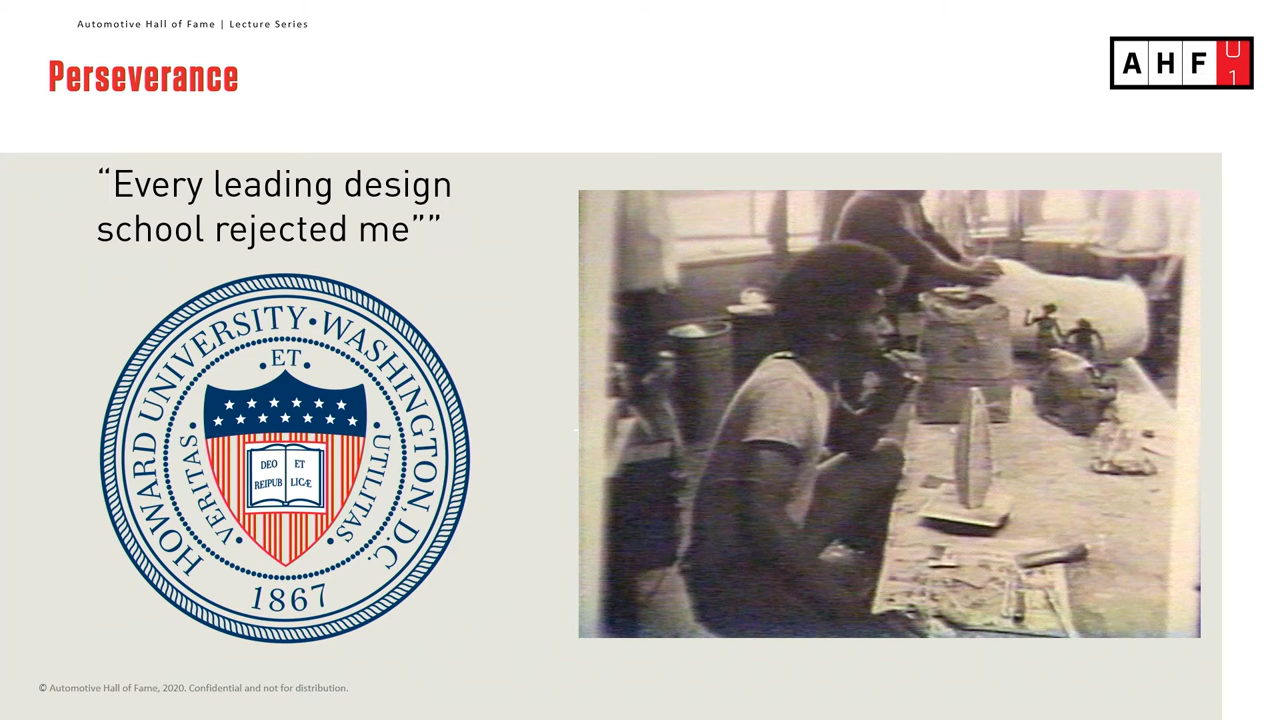 Automotive Hall of Fame | Lecture Series
Perseverance
A H F U 1
“Every leading design
school rejected me””
HOWARD UNIVERSITY • WASHINGTON, D.C.
• ET •
• VERITAS •
• UTILITAS •
DEO ET
REIPUB LICÆ
1867
© Automotive Hall of Fame, 2020. Confidential and not for distribution.